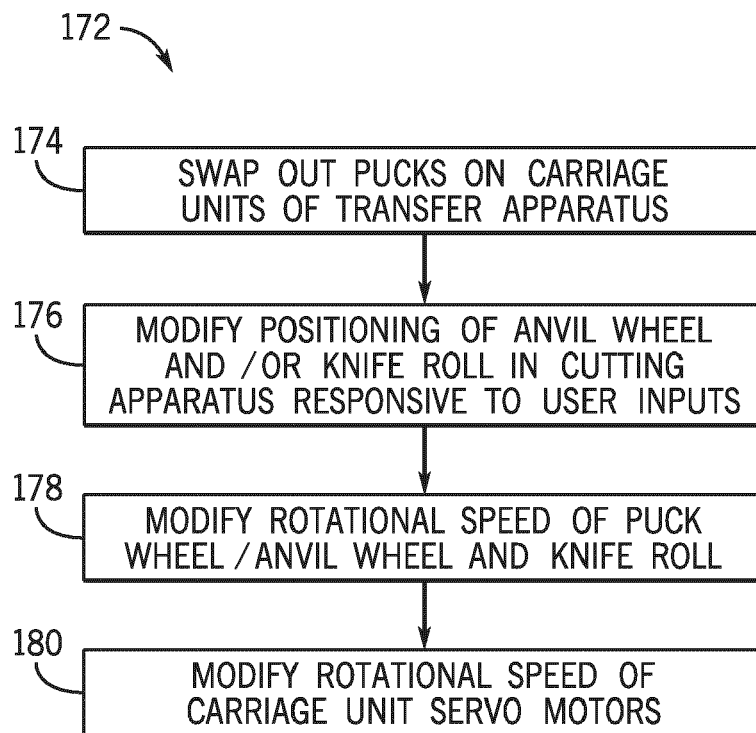 172
174
SWAP OUT PUCKS ON CARRIAGE
UNITS OF TRANSFER APPARATUS
176
MODIFY POSITIONING OF ANVIL WHEEL
AND /OR KNIFE ROLL IN CUTTING
APPARATUS RESPONSIVE TO USER INPUTS
178
MODIFY ROTATIONAL SPEED OF PUCK
WHEEL /ANVIL WHEEL AND KNIFE ROLL
180
MODIFY ROTATIONAL SPEED OF
CARRIAGE UNIT SERVO MOTORS